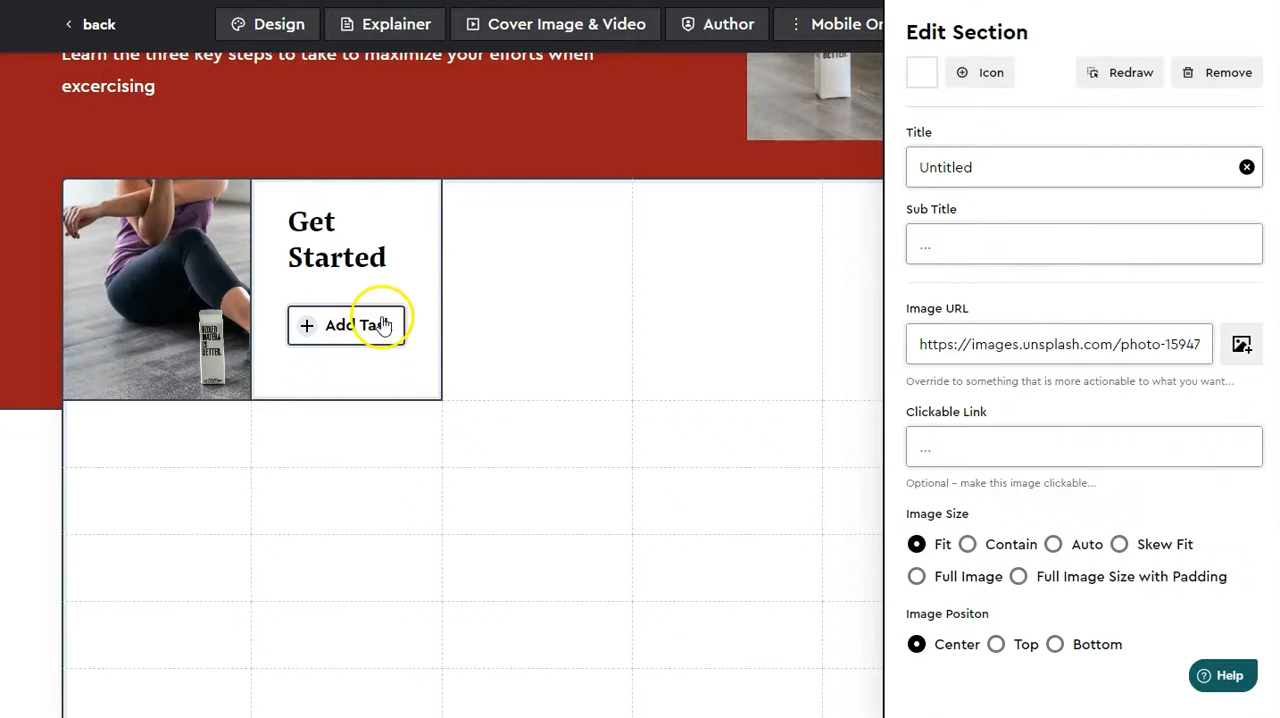 back
Design
Explainer
Cover Image & Video
Author
Mobile
Learn the three key steps to take to maximize your efforts when
excercising
Get
Started
Add
BOXED
WATER
IS
BETTER.
Edit Section
Icon
Redraw
Remove
Title
Untitled
Sub Title
...
Image URL
https://images.unsplash.com/photo-15947
Override to something that is more actionable to what you want...
Clickable Link
...
Optional – make this image clickable...
Image Size
Fit
Contain
Auto
Skew Fit
Full Image
Full Image Size with Padding
Image Positon
Center
Top
Bottom
Help